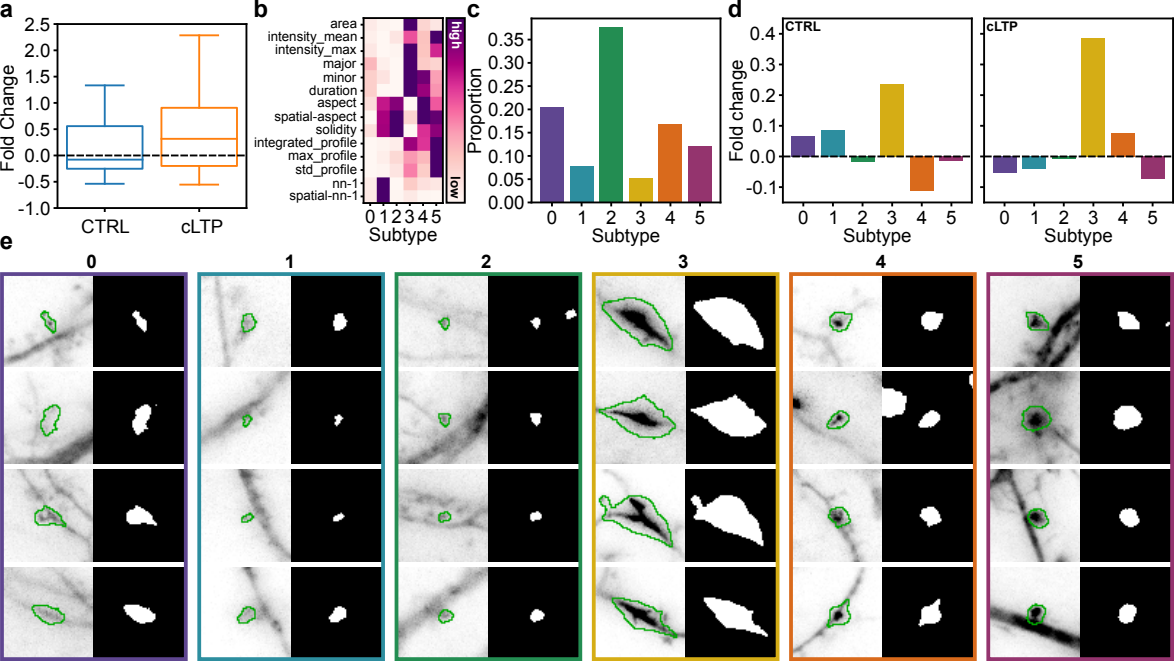 a
Fold Change
2.5
2.0
1.5
1.0
0.5
0.0
-0.5
-1.0
CTRL
cLTP
b
area
intensity_mean
intensity_max
major
minor
duration
aspect
spatial-aspect
solidity
integrated_profile
max_profile
std_profile
nn-1
spatial-nn-1
0 1 2 3 4 5
Subtype
high
low
c
Proportion
0.35
0.30
0.25
0.20
0.15
0.10
0.05
0.00
0 1 2 3 4 5
Subtype
d
Fold change
0.4
0.3
0.2
0.1
0.0
-0.1
CTRL
0 1 2 3 4 5
Subtype
cLTP
0 1 2 3 4 5
Subtype
e
0 1 2 3 4 5